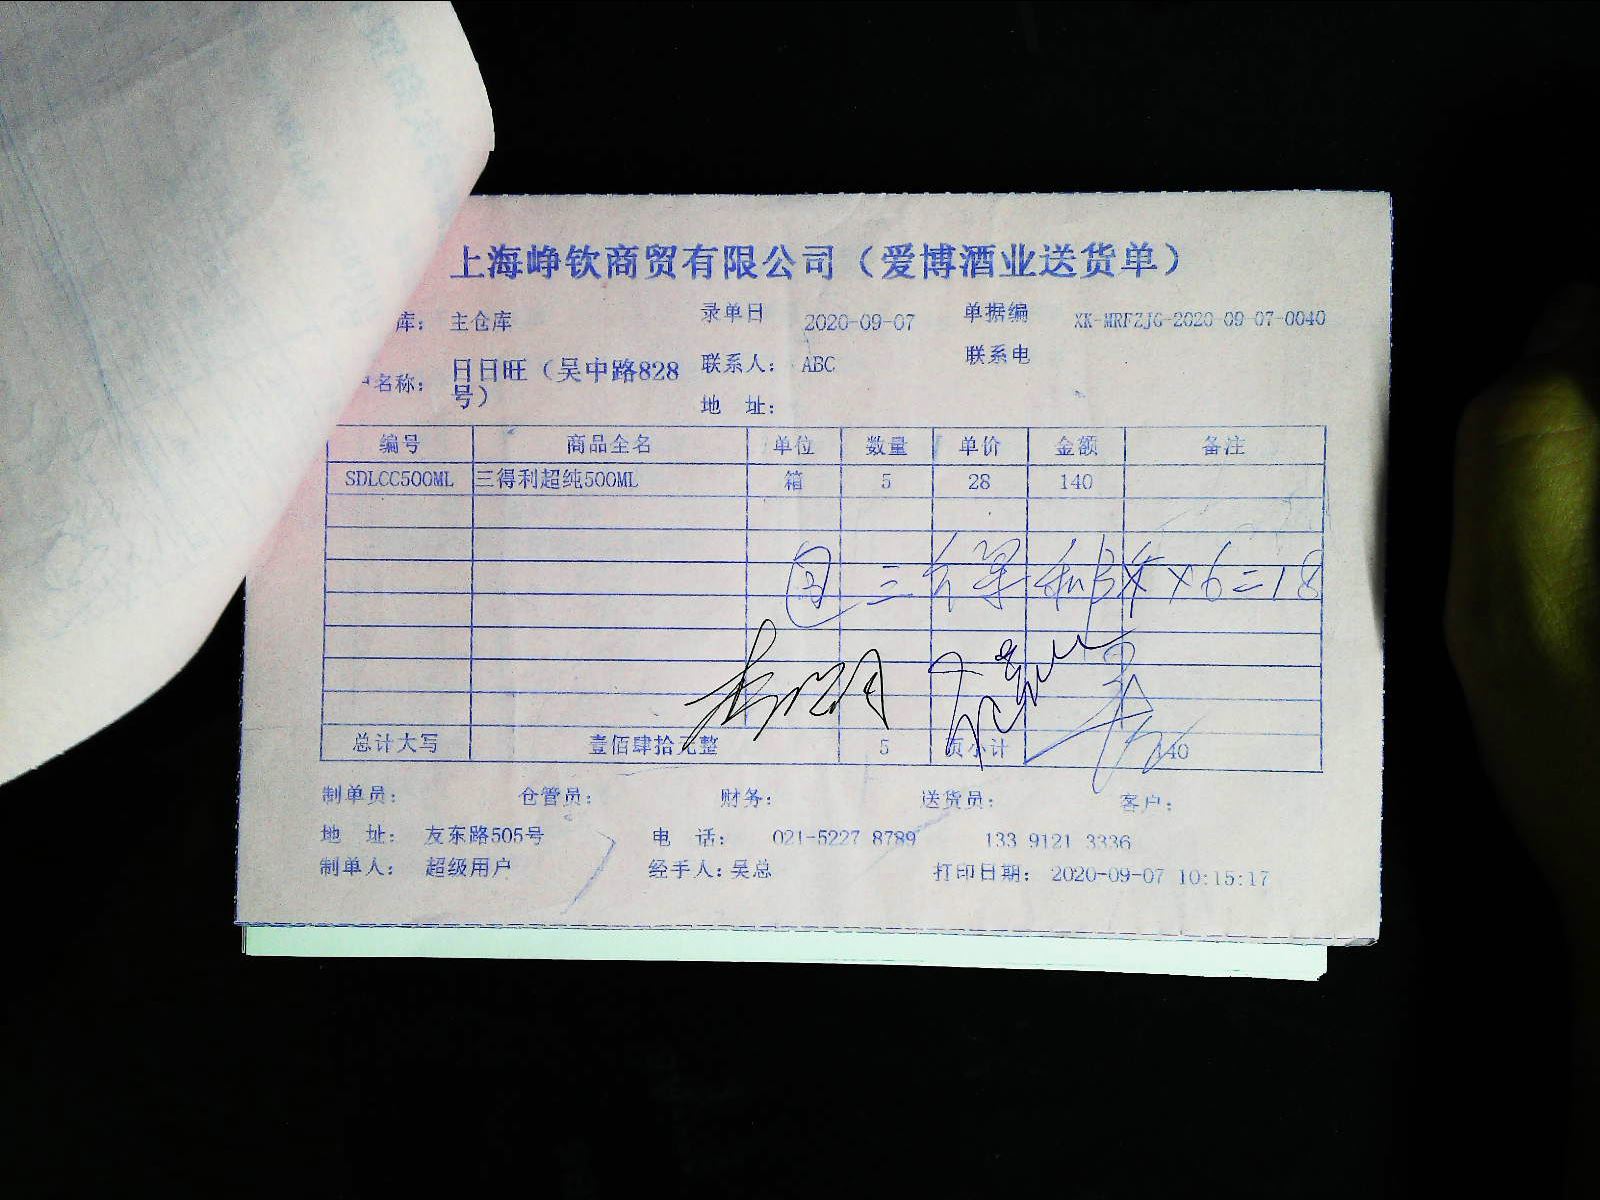 上海峥钦商贸有限公司（爱博酒业送货单）
库： 主仓库 录单日 2020-09-07 单据编 XK-MRFZJG-2020-09-07-0040
名称： 日日旺（吴中路828号） 联系人： ABC 联系电
地 址：
编号 商品全名 单位 数量 单价 金额 备注
SDLCC500ML 三得利超纯500ML 箱 5 28 140
回 三得利 × 6 = 18
总计大写 壹佰肆拾元整 5 页小计 140
制单员： 仓管员： 财务： 送货员： 客户：
地 址： 友东路505号 电 话： 021-5227 8789 133 9121 3336
制单人： 超级用户 经手人：吴总 打印日期： 2020-09-07 10:15:17